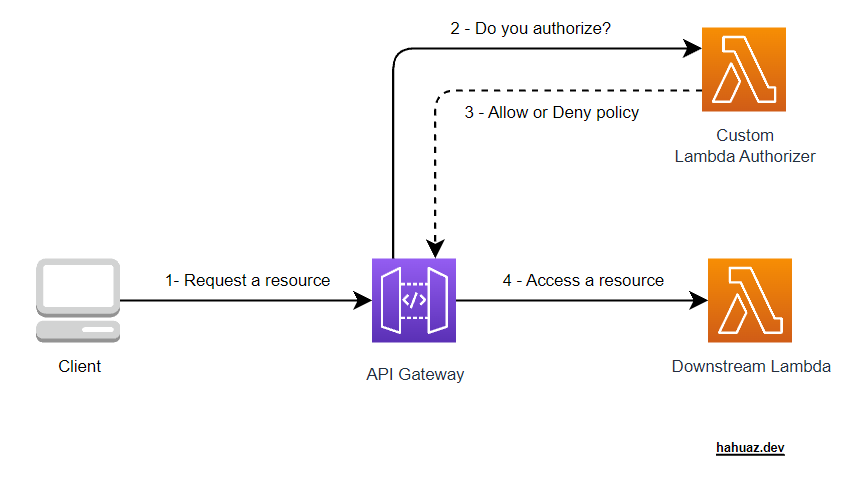 2 - Do you authorize?
3 - Allow or Deny policy
Custom
Lambda Authorizer
1- Request a resource
</>
4 - Access a resource
Client
API Gateway
Downstream Lambda
hahuaz.dev